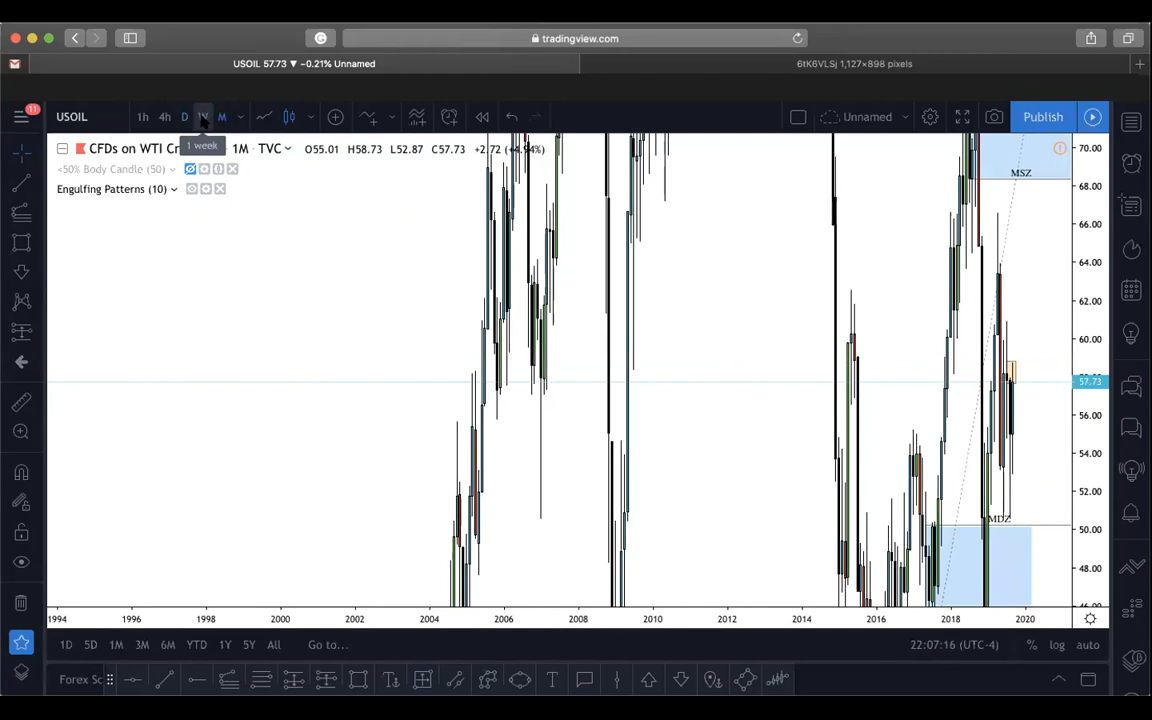 tradingview.com
USOIL 57.73 ▼ −0.21% Unnamed
6tK6VLSj 1,127×898 pixels
11
USOIL
1h 4h D W M
Unnamed
Publish
1 week
CFDs on WTI Cr 1M · TVC O55.01 H58.73 L52.87 C57.73 +2.72 (+4.94%)
<50% Body Candle (50)
Engulfing Patterns (10)
MSZ
MDZ
70.00
68.00
66.00
64.00
62.00
60.00
57.73
56.00
54.00
52.00
50.00
48.00
46.00
1994 1996 1998 2000 2002 2004 2006 2008 2010 2012 2014 2016 2018 2020
1D 5D 1M 3M 6M YTD 1Y 5Y All Go to...
22:07:16 (UTC-4) % log auto
Forex Sc